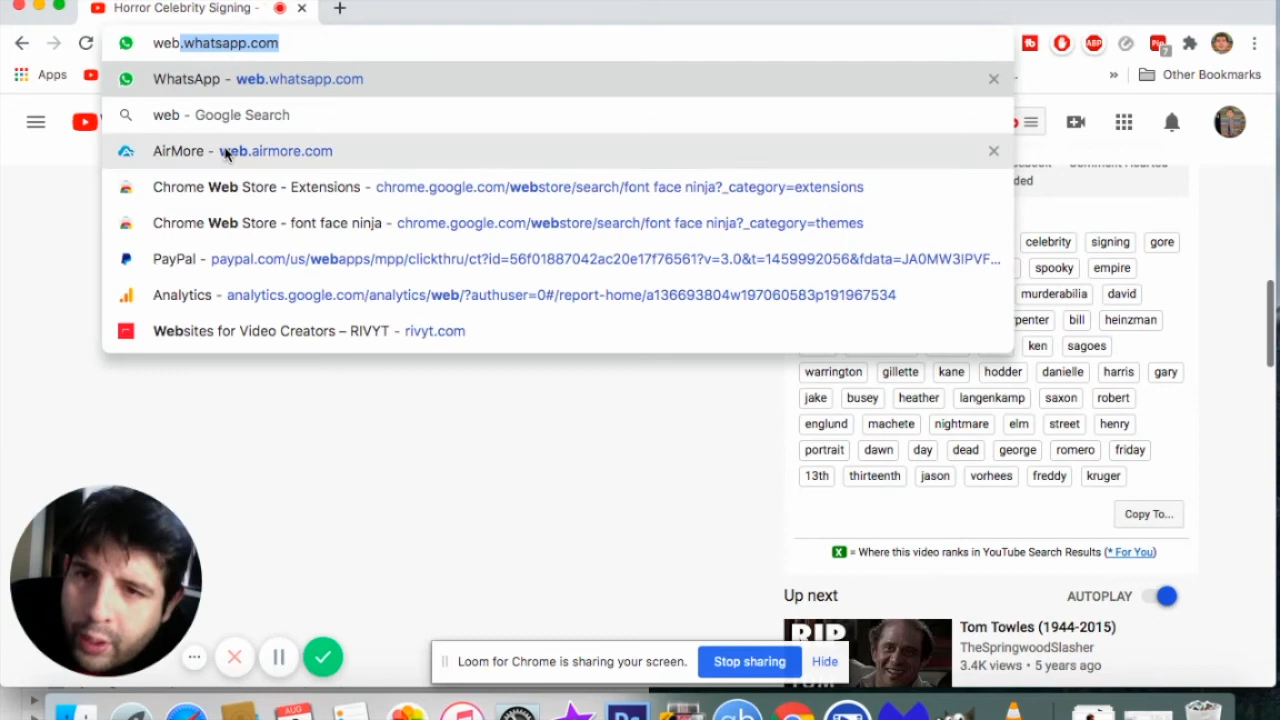 Horror Celebrity Signing -
web.whatsapp.com
7
Apps
Other Bookmarks
WhatsApp - web.whatsapp.com
web - Google Search
AirMore - web.airmore.com
Chrome Web Store - Extensions - chrome.google.com/webstore/search/font face ninja?_category=extensions
Chrome Web Store - font face ninja - chrome.google.com/webstore/search/font face ninja?_category=themes
PayPal - paypal.com/us/webapps/mpp/clickthru/ct?id=56f01887042ac20e17f76561?v=3.0&t=1459992056&fdata=JA0MW3IPVF...
Analytics - analytics.google.com/analytics/web/?authuser=0#/report-home/a136693804w197060583p191967534
Websites for Video Creators – RIVYT - rivyt.com
ded
celebrity signing gore
spooky empire
murderabilia david
bill heinzman
ken sagoes
warrington gillette kane hodder danielle harris gary
jake busey heather langenkamp saxon robert
englund machete nightmare elm street henry
portrait dawn day dead george romero friday
13th thirteenth jason vorhees freddy kruger
Copy To...
X = Where this video ranks in YouTube Search Results (* For You)
Up next
AUTOPLAY
RIP
Tom Towles (1944-2015)
TheSpringwoodSlasher
3.4K views • 5 years ago
Loom for Chrome is sharing your screen.
Stop sharing
Hide
AUG